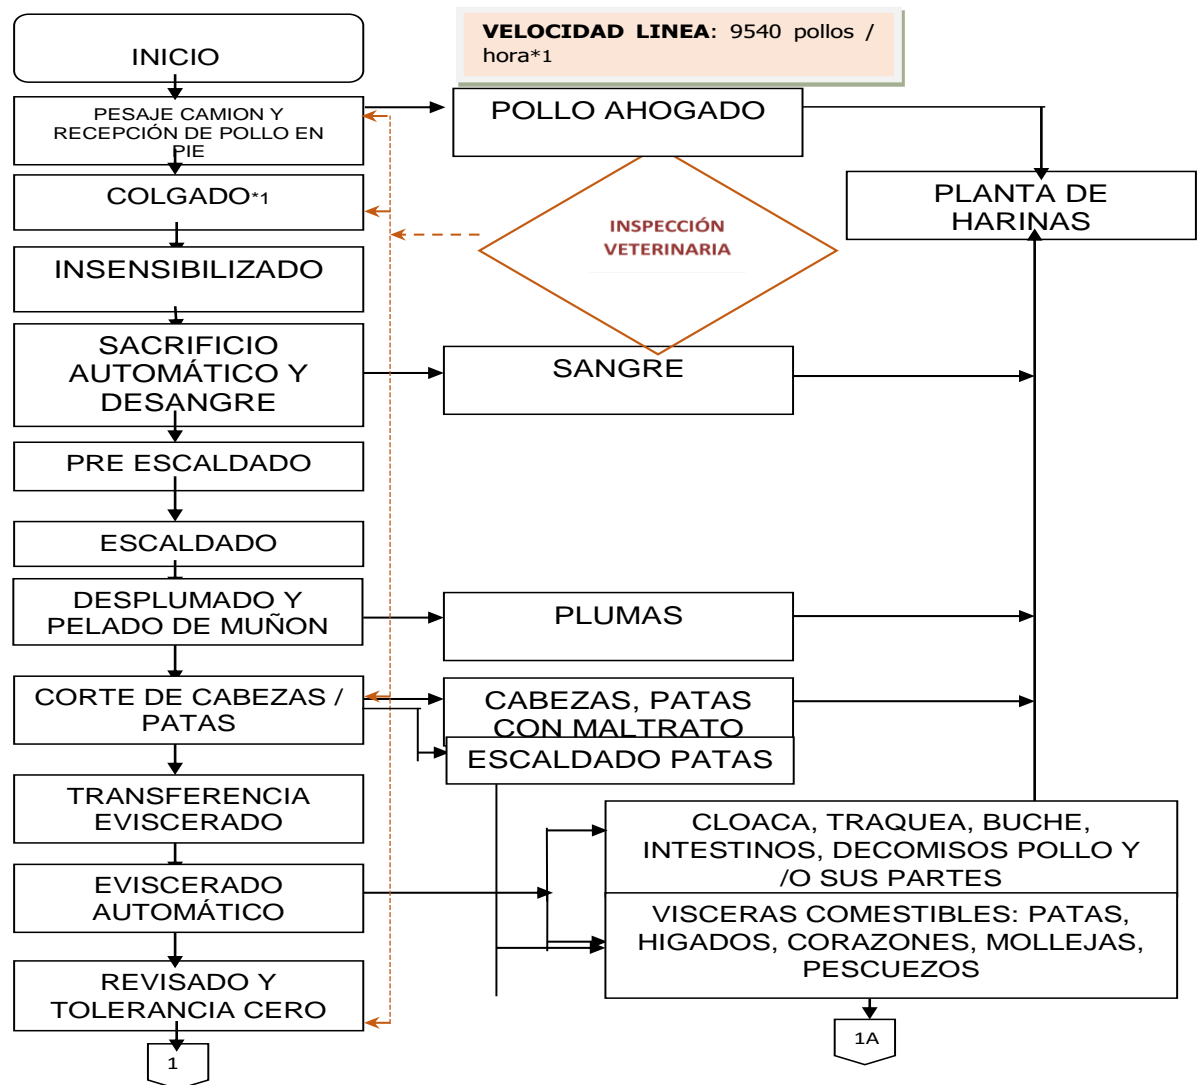 INICIO
VELOCIDAD LINEA: 9540 pollos /
hora*1
PESAJE CAMION Y
RECEPCIÓN DE POLLO EN
PIE
POLLO AHOGADO
COLGADO*1
INSPECCIÓN
VETERINARIA
PLANTA DE
HARINAS
INSENSIBILIZADO
SACRIFICIO
AUTOMÁTICO Y
DESANGRE
SANGRE
PRE ESCALDADO
ESCALDADO
DESPLUMADO Y
PELADO DE MUÑON
PLUMAS
CORTE DE CABEZAS /
PATAS
CABEZAS, PATAS
CON MALTRATO
ESCALDADO PATAS
TRANSFERENCIA
EVISCERADO
CLOACA, TRAQUEA, BUCHE,
INTESTINOS, DECOMISOS POLLO Y
/O SUS PARTES
EVISCERADO
AUTOMÁTICO
VISCERAS COMESTIBLES: PATAS,
HIGADOS, CORAZONES, MOLLEJAS,
PESCUEZOS
REVISADO Y
TOLERANCIA CERO
1
1A